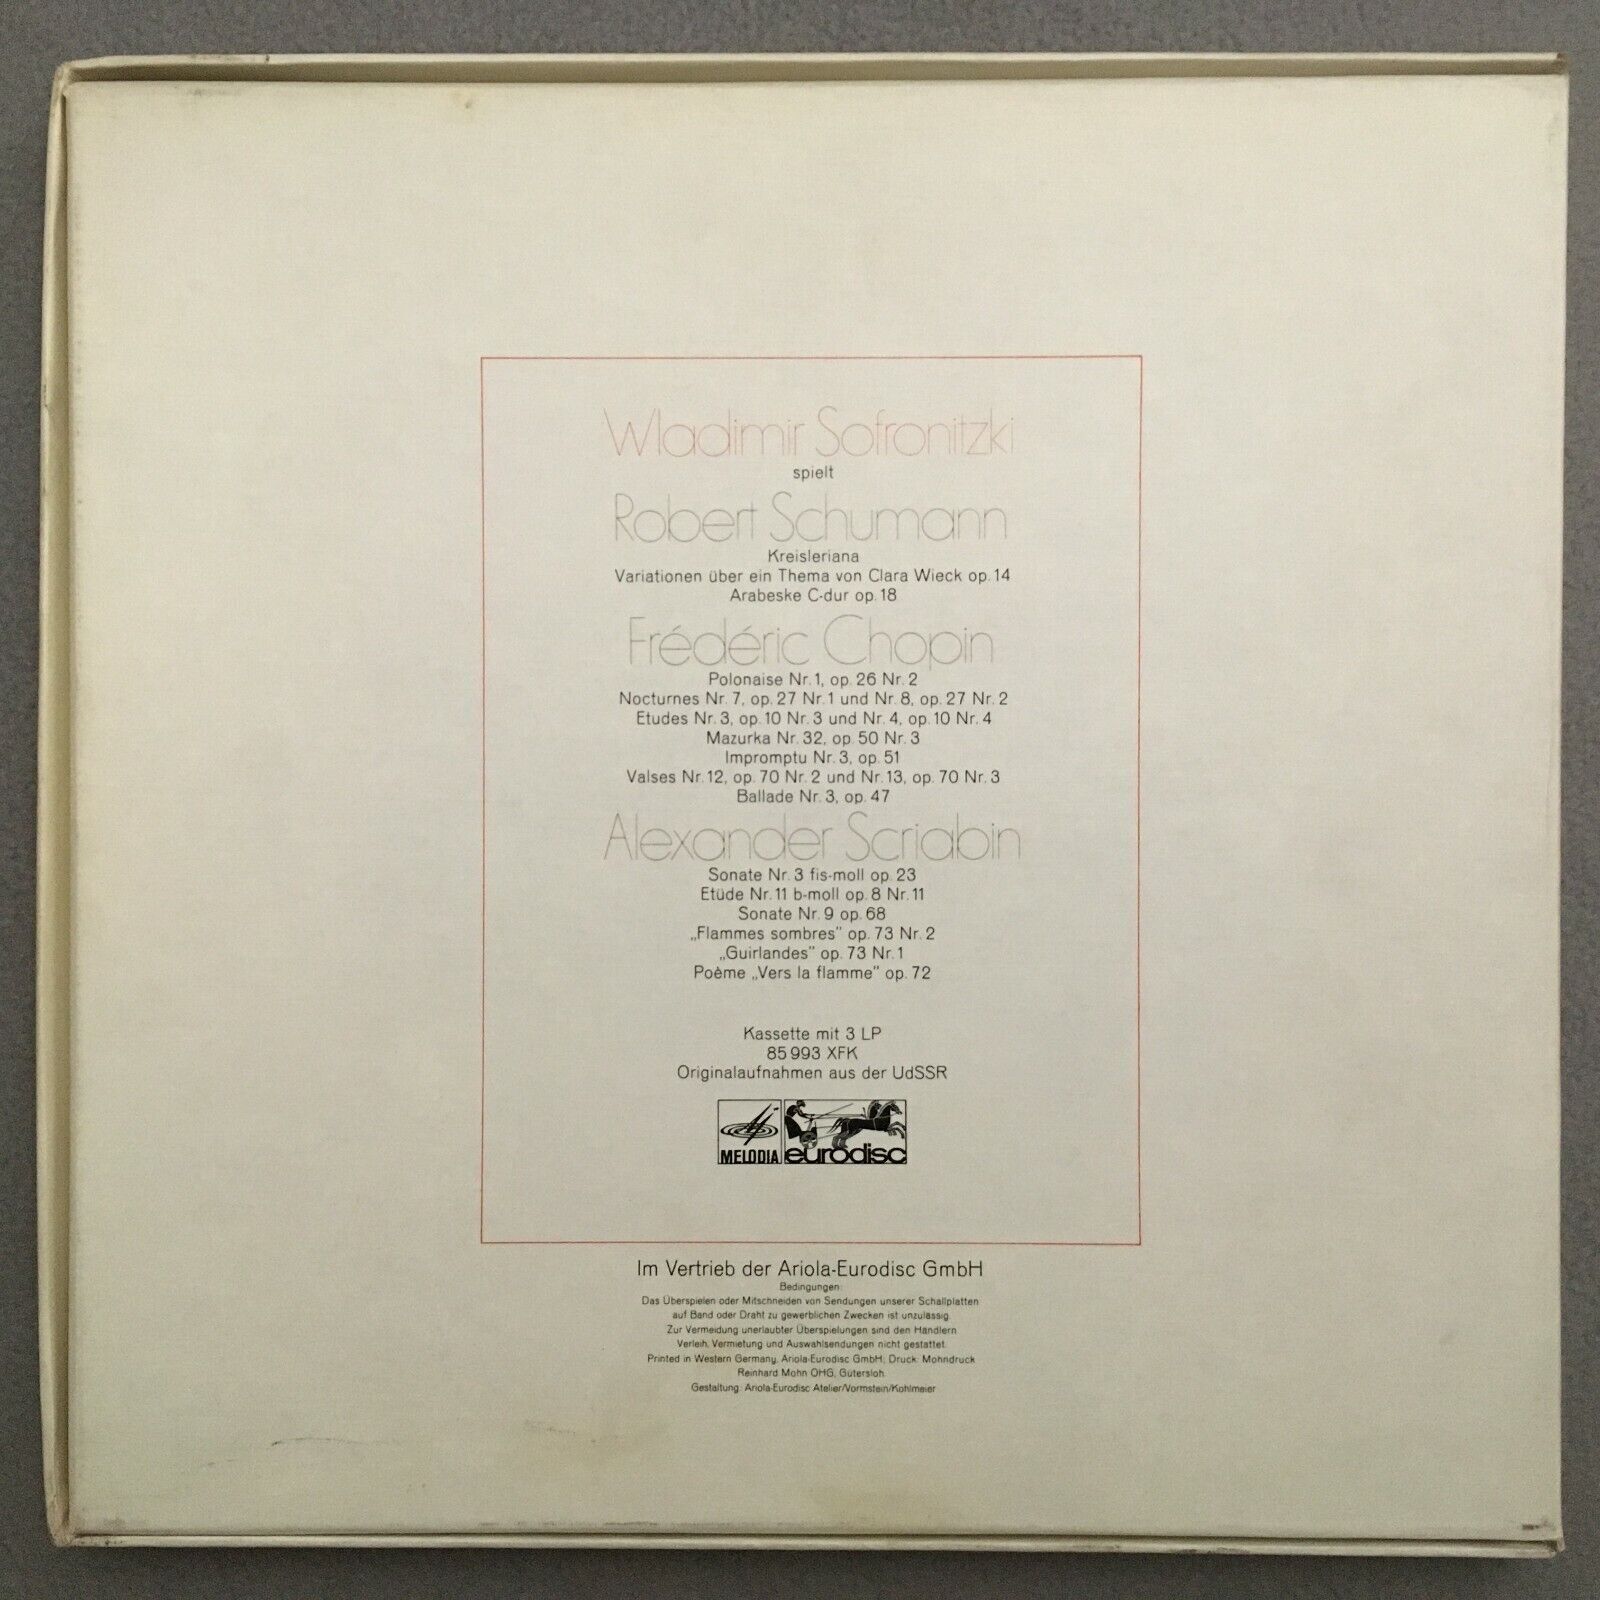 Wladimir Sofronitzki
spielt
Robert Schumann
Kreisleriana
Variationen über ein Thema von Clara Wieck op. 14
Arabeske C-dur op. 18
Frédéric Chopin
Polonaise Nr. 1, op. 26 Nr. 2
Nocturnes Nr. 7, op. 27 Nr. 1 und Nr. 8, op. 27 Nr. 2
Etudes Nr. 3, op. 10 Nr. 3 und Nr. 4, op. 10 Nr. 4
Mazurka Nr. 32, op. 50 Nr. 3
Impromptu Nr. 3, op. 51
Valses Nr. 12, op. 70 Nr. 2 und Nr. 13, op. 70 Nr. 3
Ballade Nr. 3, op. 47
Alexander Scriabin
Sonate Nr. 3 fis-moll op. 23
Etüde Nr. 11 b-moll op. 8 Nr. 11
Sonate Nr. 9 op. 68
„Flammes sombres" op. 73 Nr. 2
„Guirlandes" op. 73 Nr. 1
Poème „Vers la flamme" op. 72
Kassette mit 3 LP
85 993 XFK
Originalaufnahmen aus der UdSSR
MELODIA eurodisc
Im Vertrieb der Ariola-Eurodisc GmbH
Bedingungen:
Das Überspielen oder Mitschneiden von Sendungen unserer Schallplatten
auf Band oder Draht zu gewerblichen Zwecken ist unzulässig.
Zur Vermeidung unerlaubter Überspielungen sind den Händlern
Verleih, Vermietung und Auswahlsendungen nicht gestattet.
Printed in Western Germany, Ariola-Eurodisc GmbH; Druck: Mohndruck
Reinhard Mohn OHG, Gütersloh
Gestaltung: Ariola-Eurodisc Atelier/Vormstein/Kohlmeier